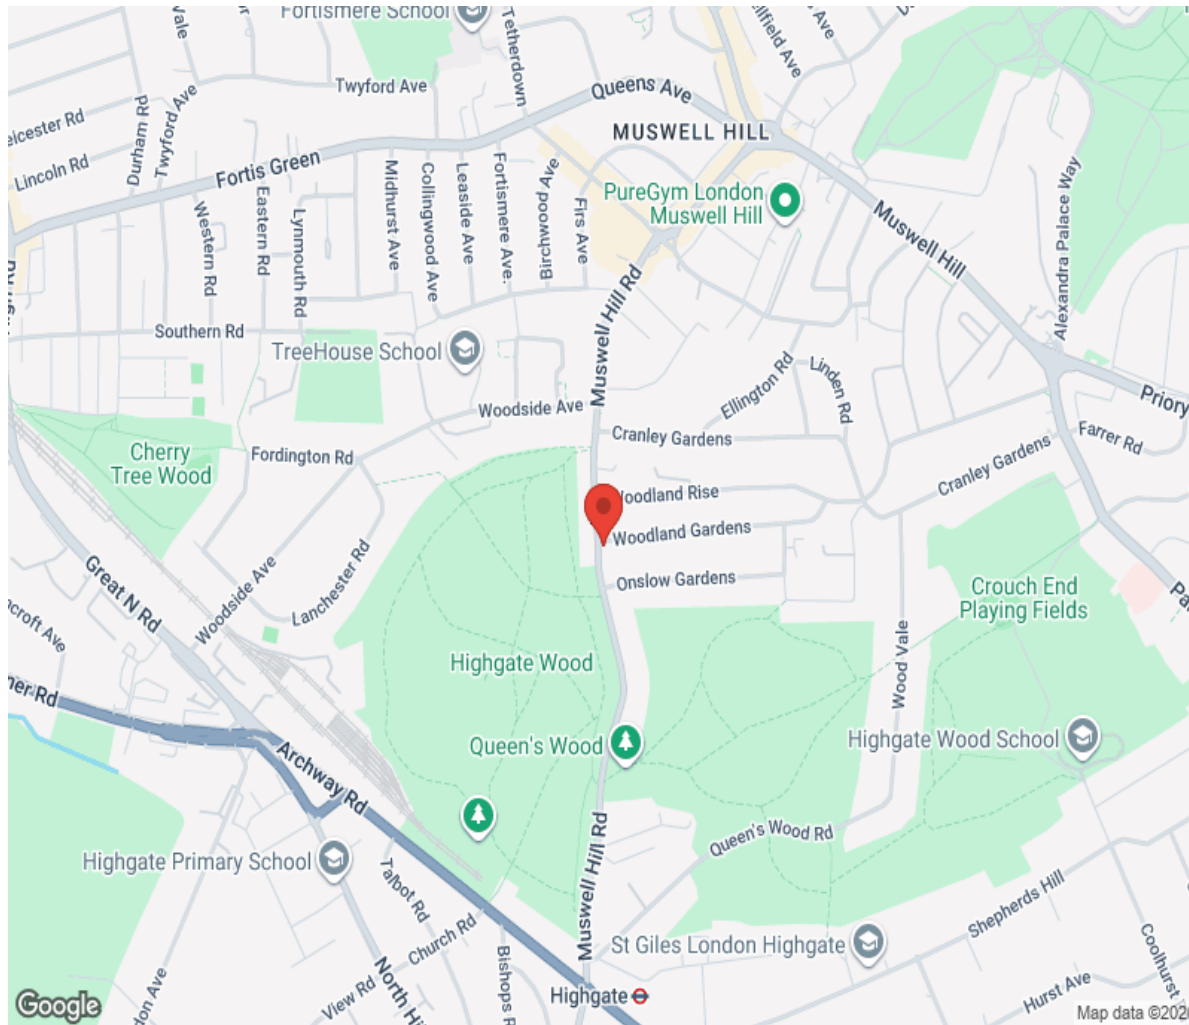 Fortismere School
Tetherdown
Twyford Ave
Queens Ave
MUSWELL HILL
Durham Rd
Twyford Ave
Lincoln Rd
Fortis Green
PureGym London
Muswell Hill
Alexandra Palace Way
Muswell Hill
Western Rd
Eastern Rd
Lynmouth Rd
Midhurst Ave
Collingwood Ave
Leaside Ave
Fortismere Ave.
Birchwood Ave
Firs Ave
Muswell Hill Rd
Southern Rd
TreeHouse School
Ellington Rd
Linden Rd
Priory
Woodside Ave
Cranley Gardens
Farrer Rd
Cherry
Tree Wood
Fordington Rd
Cranley Gardens
Woodland Rise
Woodland Gardens
Onslow Gardens
Great N Rd
Woodside Ave
Lanchester Rd
Crouch End
Playing Fields
Highgate Wood
Wood Vale
Queen's Wood
Highgate Wood School
Archway Rd
Muswell Hill Rd
Queen's Wood Rd
Highgate Primary School
Talbot Rd
Church Rd
Shepherds Hill
St Giles London Highgate
View Rd
North Hi
Bishops R
Highgate
Coolhurst
Hurst Ave
Google
Map data ©2026